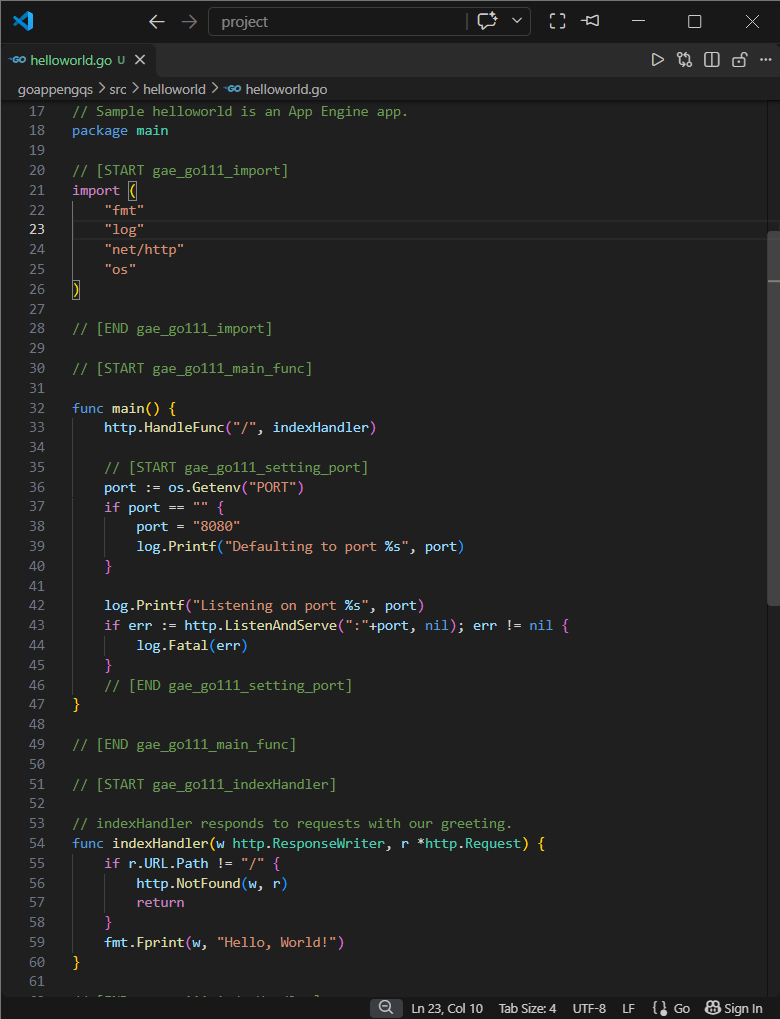 project
helloworld.go U
goappengqs > src > helloworld > helloworld.go
17 // Sample helloworld is an App Engine app.
18 package main
19
20 // [START gae_go111_import]
21 import (
22 "fmt"
23 "log"
24 "net/http"
25 "os"
26 )
27
28 // [END gae_go111_import]
29
30 // [START gae_go111_main_func]
31
32 func main() {
33 http.HandleFunc("/", indexHandler)
34
35 // [START gae_go111_setting_port]
36 port := os.Getenv("PORT")
37 if port == "" {
38 port = "8080"
39 log.Printf("Defaulting to port %s", port)
40 }
41
42 log.Printf("Listening on port %s", port)
43 if err := http.ListenAndServe(":"+port, nil); err != nil {
44 log.Fatal(err)
45 }
46 // [END gae_go111_setting_port]
47 }
48
49 // [END gae_go111_main_func]
50
51 // [START gae_go111_indexHandler]
52
53 // indexHandler responds to requests with our greeting.
54 func indexHandler(w http.ResponseWriter, r *http.Request) {
55 if r.URL.Path != "/" {
56 http.NotFound(w, r)
57 return
58 }
59 fmt.Fprint(w, "Hello, World!")
60 }
61
Ln 23, Col 10 Tab Size: 4 UTF-8 LF {} Go Sign In